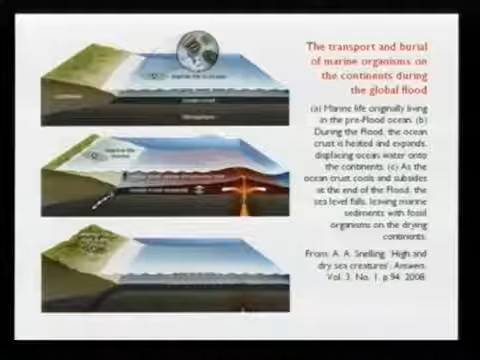 The transport and burial
of marine organisms on
the continents during
the global flood
(a) Marine life originally living
in the pre-Flood ocean. (b)
During the Flood, the ocean
crust is heated and expands,
displacing ocean water onto
the continents. (c) As the
ocean crust cools and subsides
at the end of the Flood, the
sea level falls, leaving marine
sediments with fossil
organisms on the drying
continents.
From: A. A. Snelling. 'High and
dry sea creatures'. Answers.
Vol. 3, No. 1. p.94. 2008.